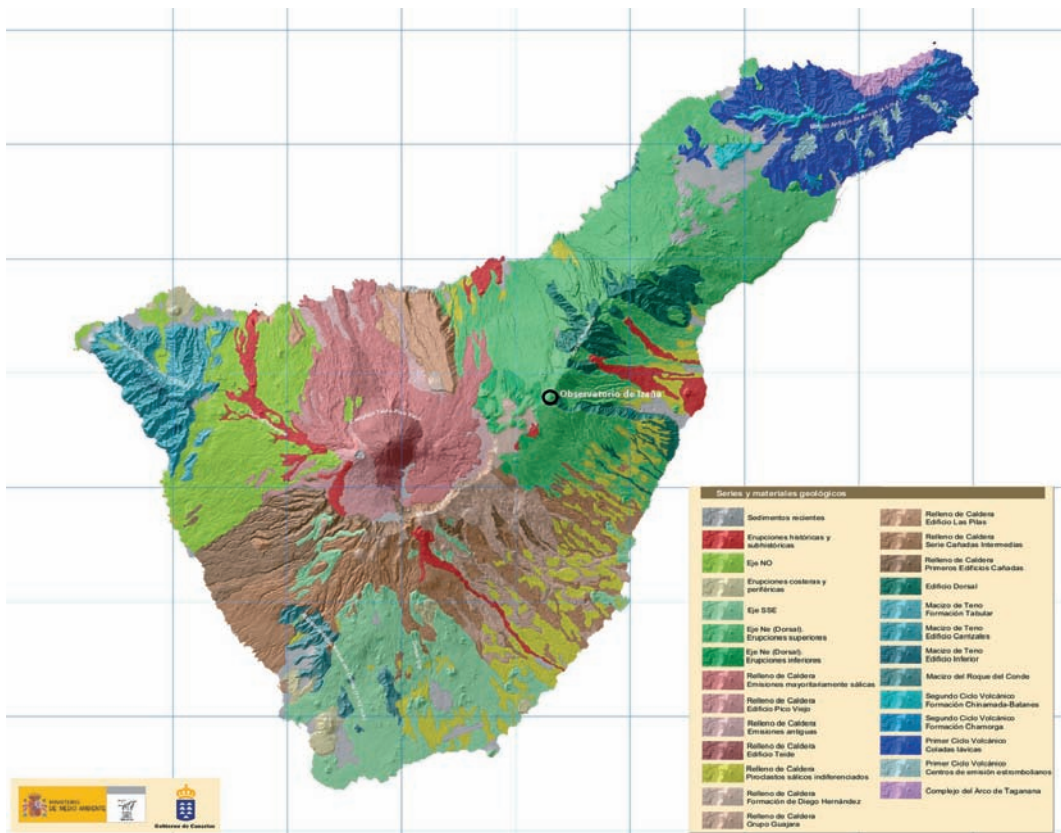 Observatorio de Izaña
Series y materiales geológicos
Sedimentos recientes
Erupciones históricas y
subhistóricas
Eje NO
Erupciones costeras y
periféricas
Eje SSE
Eje Ne (Dorsal).
Erupciones superiores
Eje Ne (Dorsal).
Erupciones inferiores
Relleno de Caldera
Emisiones mayoritariamente sálicas
Relleno de Caldera
Edificio Pico Viejo
Relleno de Caldera
Emisiones antiguas
Relleno de Caldera
Edificio Teide
Relleno de Caldera
Piroclastos sálicos indiferenciados
Relleno de Caldera
Formación de Diego Hernández
Relleno de Caldera
Grupo Guajara
Relleno de Caldera
Edificio Las Pilas
Relleno de Caldera
Serie Cañadas Intermedias
Relleno de Caldera
Primeros Edificios Cañadas
Edificio Dorsal
Macizo de Teno
Formación Tabular
Macizo de Teno
Edificio Carrizales
Macizo de Teno
Edificio Inferior
Macizo del Roque del Conde
Segundo Ciclo Volcánico
Formación Chinamada-Batanes
Segundo Ciclo Volcánico
Formación Chamorga
Primer Ciclo Volcánico
Coladas lávicas
Primer Ciclo Volcánico
Centros de emisión estrombolianos
Complejo del Arco de Taganana
MINISTERIO
DE MEDIO AMBIENTE
Gobierno de Canarias